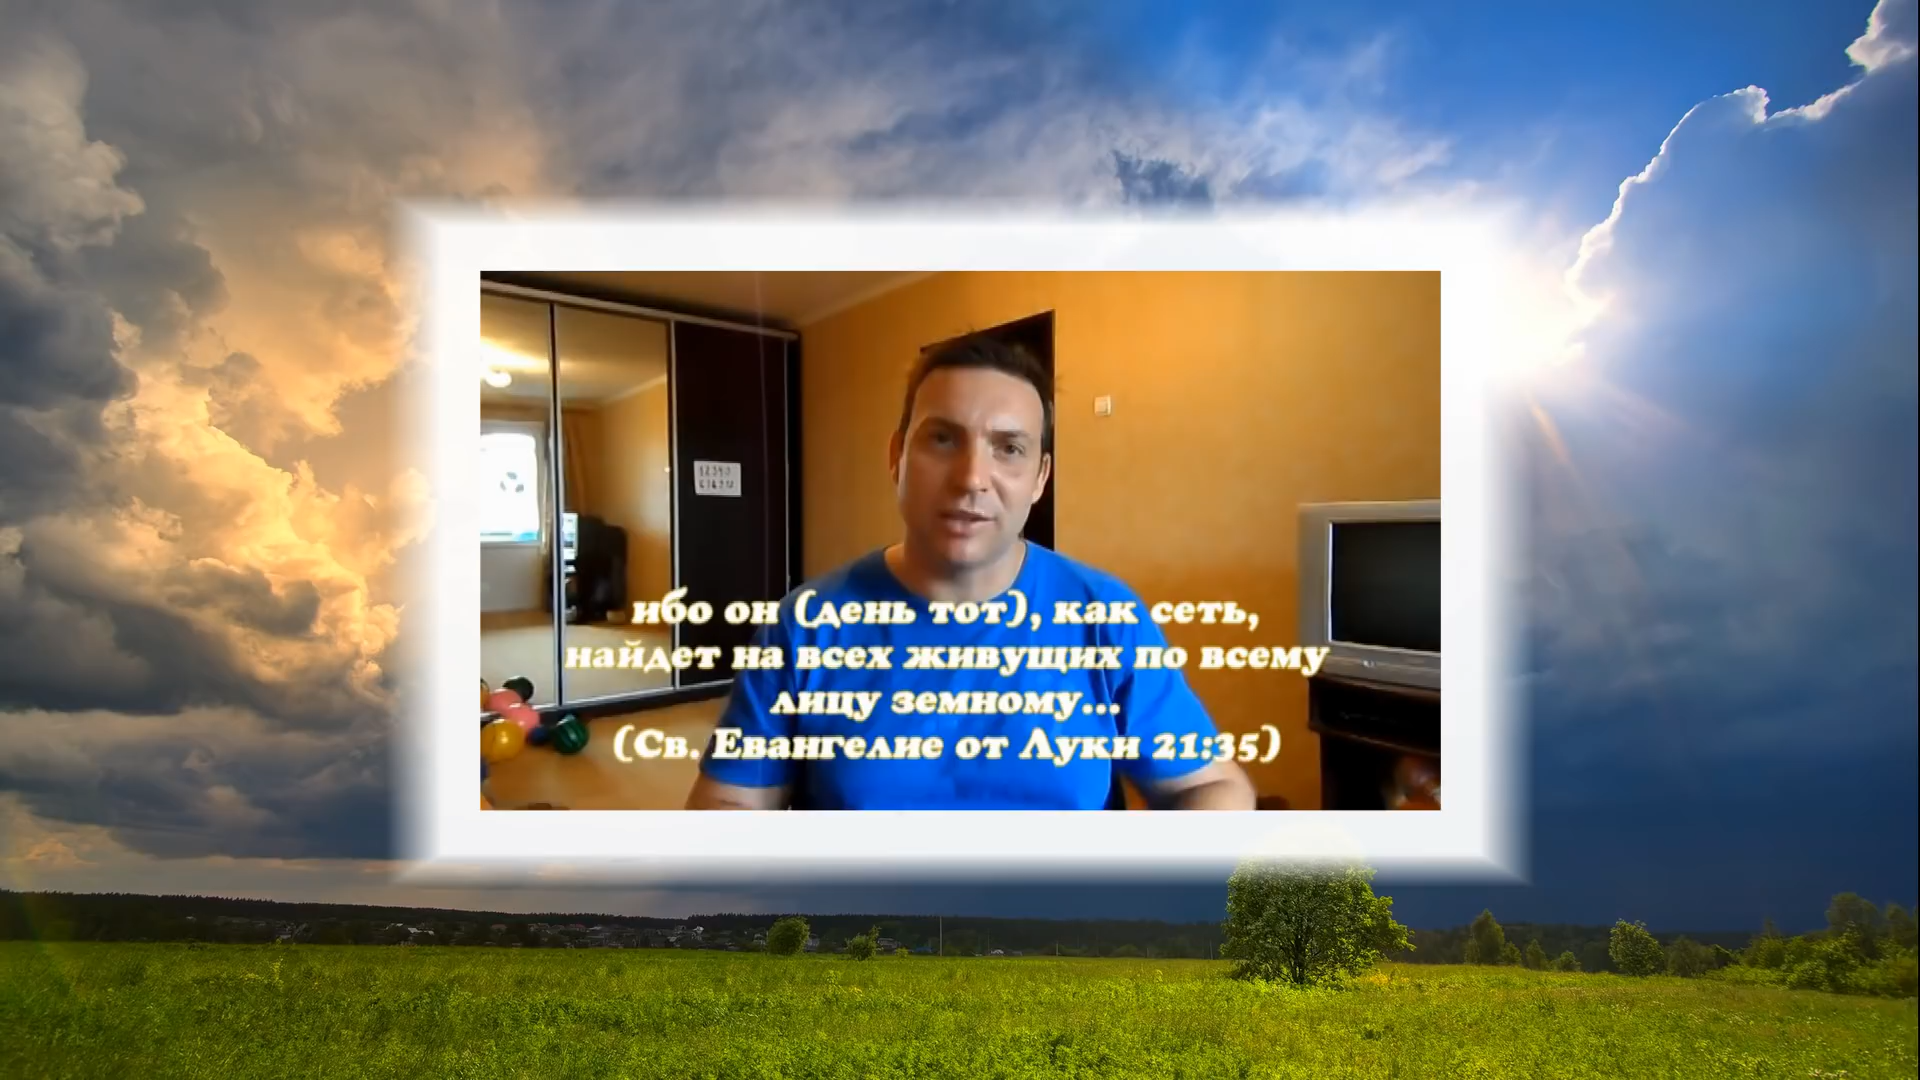 ибо он (день тот), как сеть,
найдет на всех живущих по всему
лицу земному...
(Св. Евангелие от Луки 21:35)